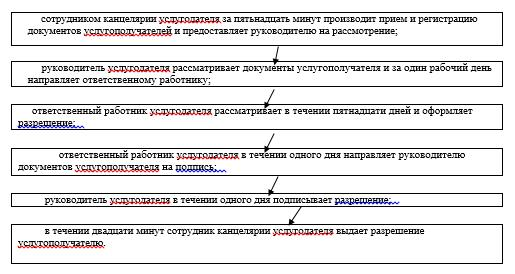 сотрудником канцелярии услугодателя за пятьнадцать минут производит прием и регистрацию
документов услугополучателей и предоставляет руководителю на рассмотрение;
руководитель услугодателя рассматривает документы услугополучателя и за один рабочий день
направляет ответственному работнику;
ответственный работник услугодателя рассматривает в течении пятнадцати дней и оформляет
разрешение;
ответственный работник услугодателя в течении одного дня направляет руководителю
документов услугополучателя на подпись;
руководитель услугодателя в течении одного дня подписывает разрешение;
в течении двадцати минут сотрудник канцелярии услугодателя выдает разрешение
услугополучателю.